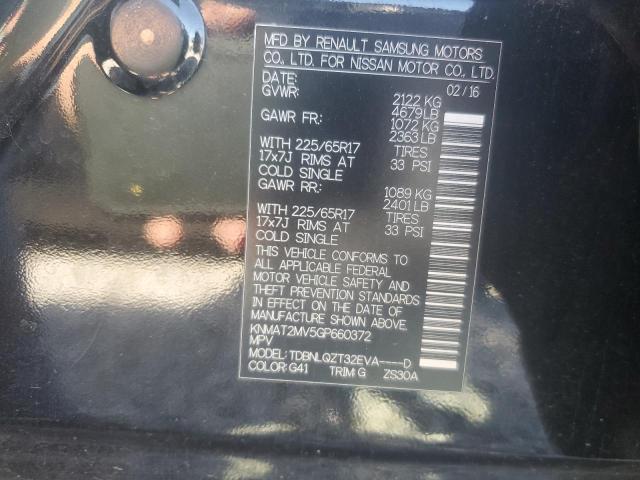 MFD BY RENAULT SAMSUNG MOTORS
CO., LTD. FOR NISSAN MOTOR CO., LTD.
DATE: 02/16
GVWR: 2122 KG
4679LB
GAWR FR: 1072 KG
2363 LB
WITH 225/65R17 TIRES
17x7J RIMS AT 33 PSI
COLD SINGLE
GAWR RR: 1089 KG
2401 LB
WITH 225/65R17 TIRES
17x7J RIMS AT 33 PSI
COLD SINGLE
THIS VEHICLE CONFORMS TO
ALL APPLICABLE FEDERAL
MOTOR VEHICLE SAFETY AND
THEFT PREVENTION STANDARDS
IN EFFECT ON THE DATE OF
MANUFACTURE SHOWN ABOVE.
KNMAT2MV5GP660372
MPV
MODEL: TDBNLQZT32EVA----D
COLOR: G41 TRIM: G ZS30A